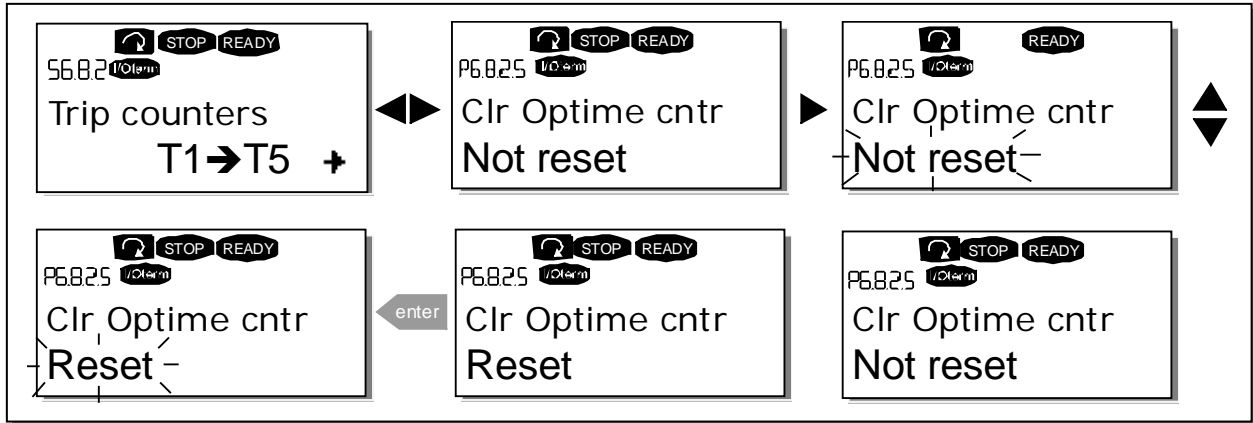 STOP READY
S6.8.2 I/Oterm
Trip counters
T1➔T5
STOP READY
P6.8.2.5 I/Oterm
Clr Optime cntr
Not reset
READY
P6.8.2.5 I/Oterm
Clr Optime cntr
Not reset
STOP READY
P6.8.2.5 I/Oterm
Clr Optime cntr
Reset
enter
STOP READY
P6.8.2.5 I/Oterm
Clr Optime cntr
Reset
STOP READY
P6.8.2.5 I/Oterm
Clr Optime cntr
Not reset